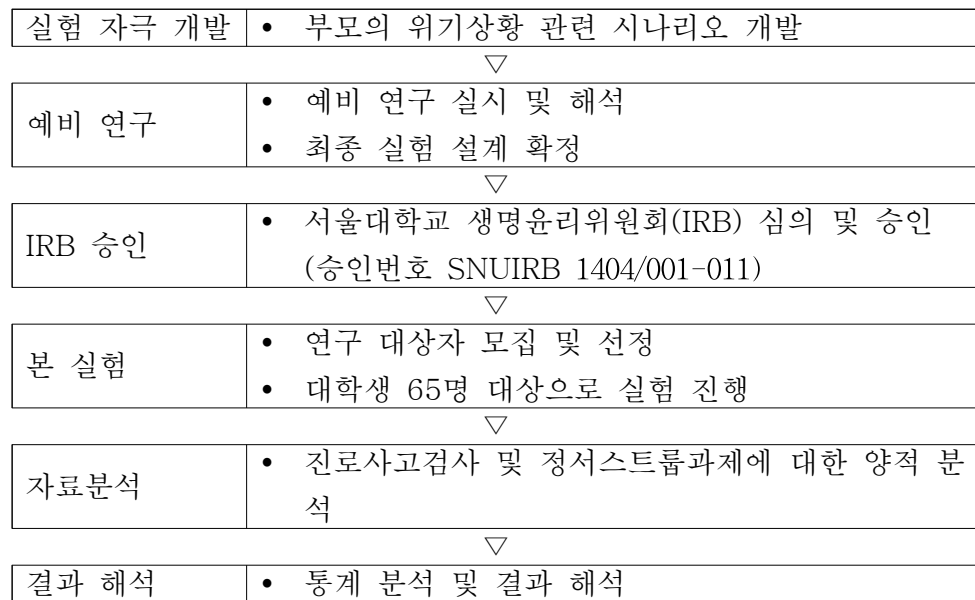 실험 자극 개발 • 부모의 위기상황 관련 시나리오 개발
▽
예비 연구
• 예비 연구 실시 및 해석
• 최종 실험 설계 확정
▽
IRB 승인
• 서울대학교 생명윤리위원회(IRB) 심의 및 승인
(승인번호 SNUIRB 1404/001-011)
▽
본 실험
• 연구 대상자 모집 및 선정
• 대학생 65명 대상으로 실험 진행
▽
자료분석
• 진로사고검사 및 정서스트룹과제에 대한 양적 분
석
▽
결과 해석 • 통계 분석 및 결과 해석